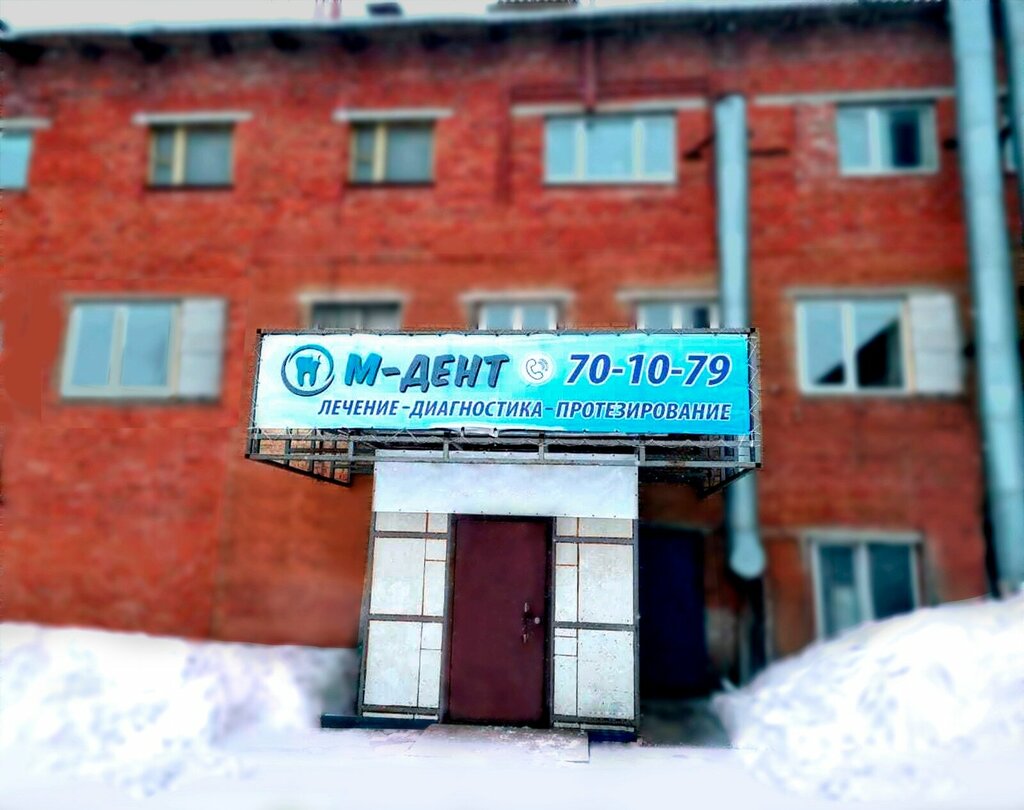 М-ДЕНТ 70-10-79
ЛЕЧЕНИЕ-ДИАГНОСТИКА-ПРОТЕЗИРОВАНИЕ